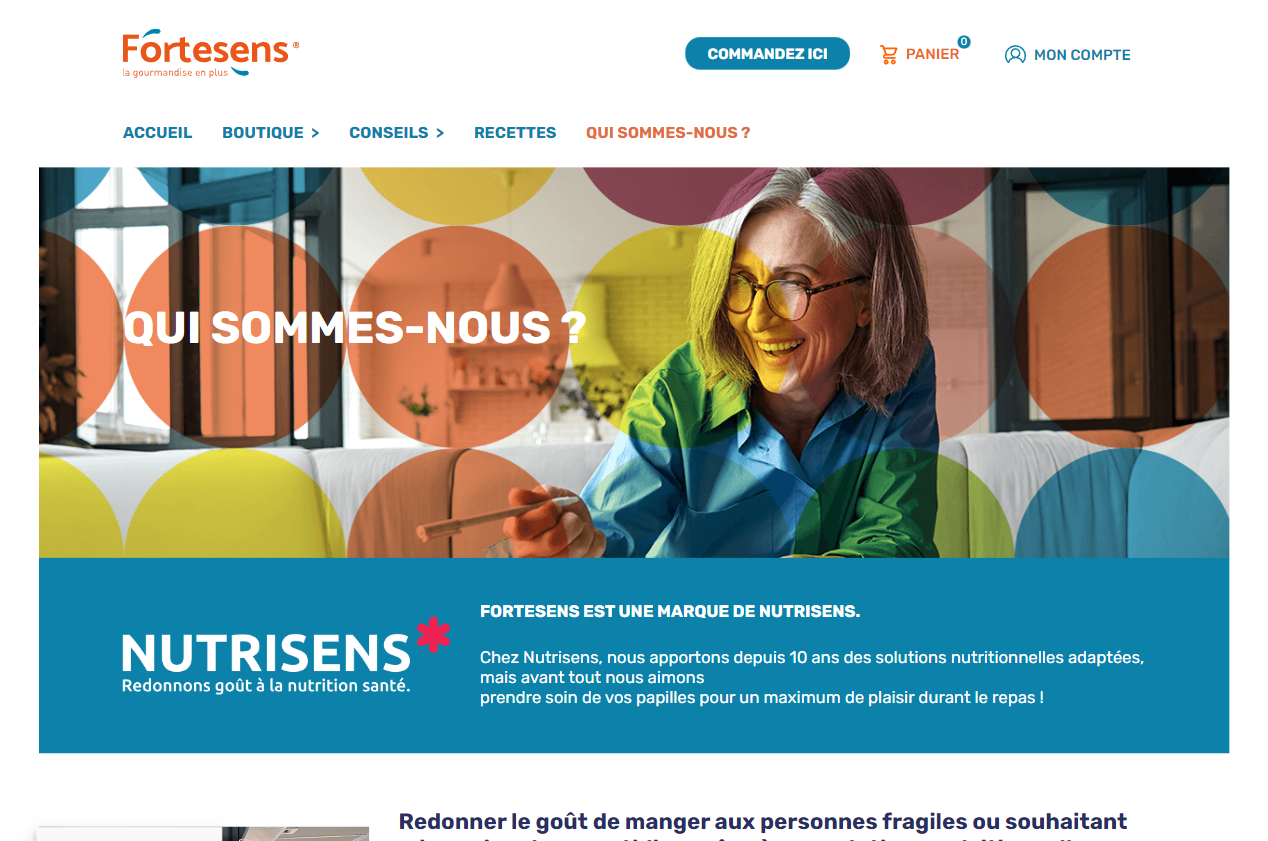 Fortesens®
la gourmandise en plus
COMMANDEZ ICI
PANIER
0
MON COMPTE
ACCUEIL
BOUTIQUE >
CONSEILS >
RECETTES
QUI SOMMES-NOUS ?
QUI SOMMES-NOUS ?
NUTRISENS*
Redonnons goût à la nutrition santé.
FORTESENS EST UNE MARQUE DE NUTRISENS.
Chez Nutrisens, nous apportons depuis 10 ans des solutions nutritionnelles adaptées,
mais avant tout nous aimons
prendre soin de vos papilles pour un maximum de plaisir durant le repas !
Redonner le goût de manger aux personnes fragiles ou souhaitant